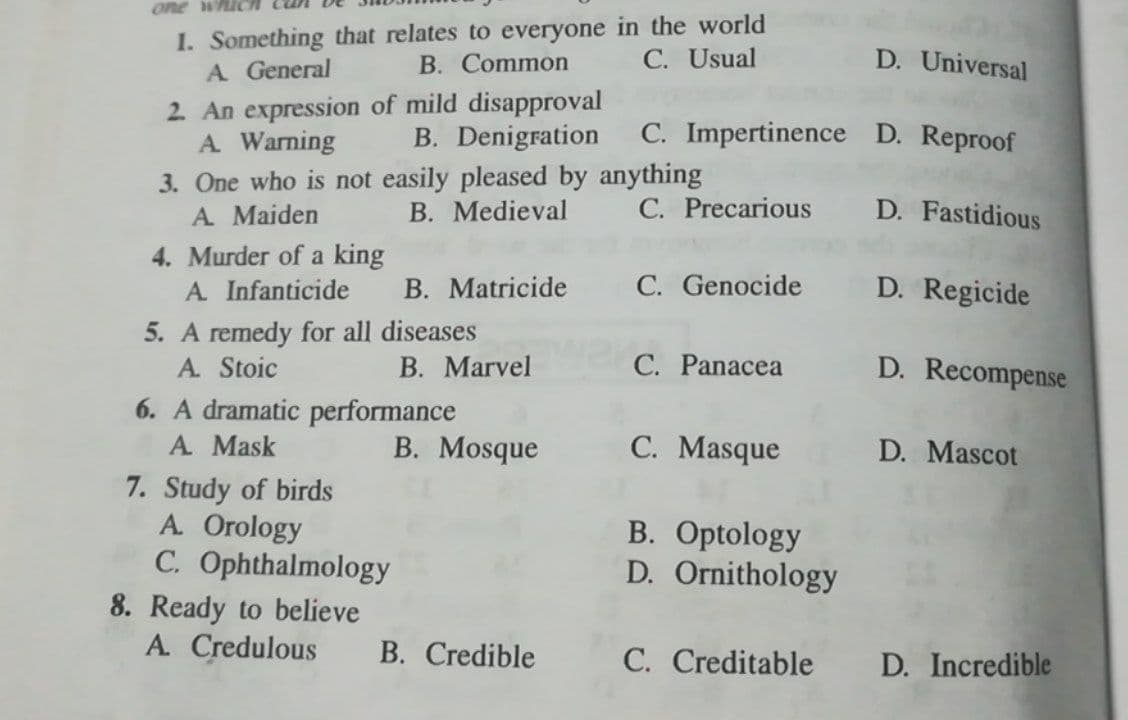 one which can be
1. Something that relates to everyone in the world
A. General B. Common C. Usual D. Universal
2. An expression of mild disapproval
A. Warning B. Denigration C. Impertinence D. Reproof
3. One who is not easily pleased by anything
A. Maiden B. Medieval C. Precarious D. Fastidious
4. Murder of a king
A. Infanticide B. Matricide C. Genocide D. Regicide
5. A remedy for all diseases
A. Stoic B. Marvel C. Panacea D. Recompense
6. A dramatic performance
A. Mask B. Mosque C. Masque D. Mascot
7. Study of birds
A. Orology B. Optology
C. Ophthalmology D. Ornithology
8. Ready to believe
A. Credulous B. Credible C. Creditable D. Incredible